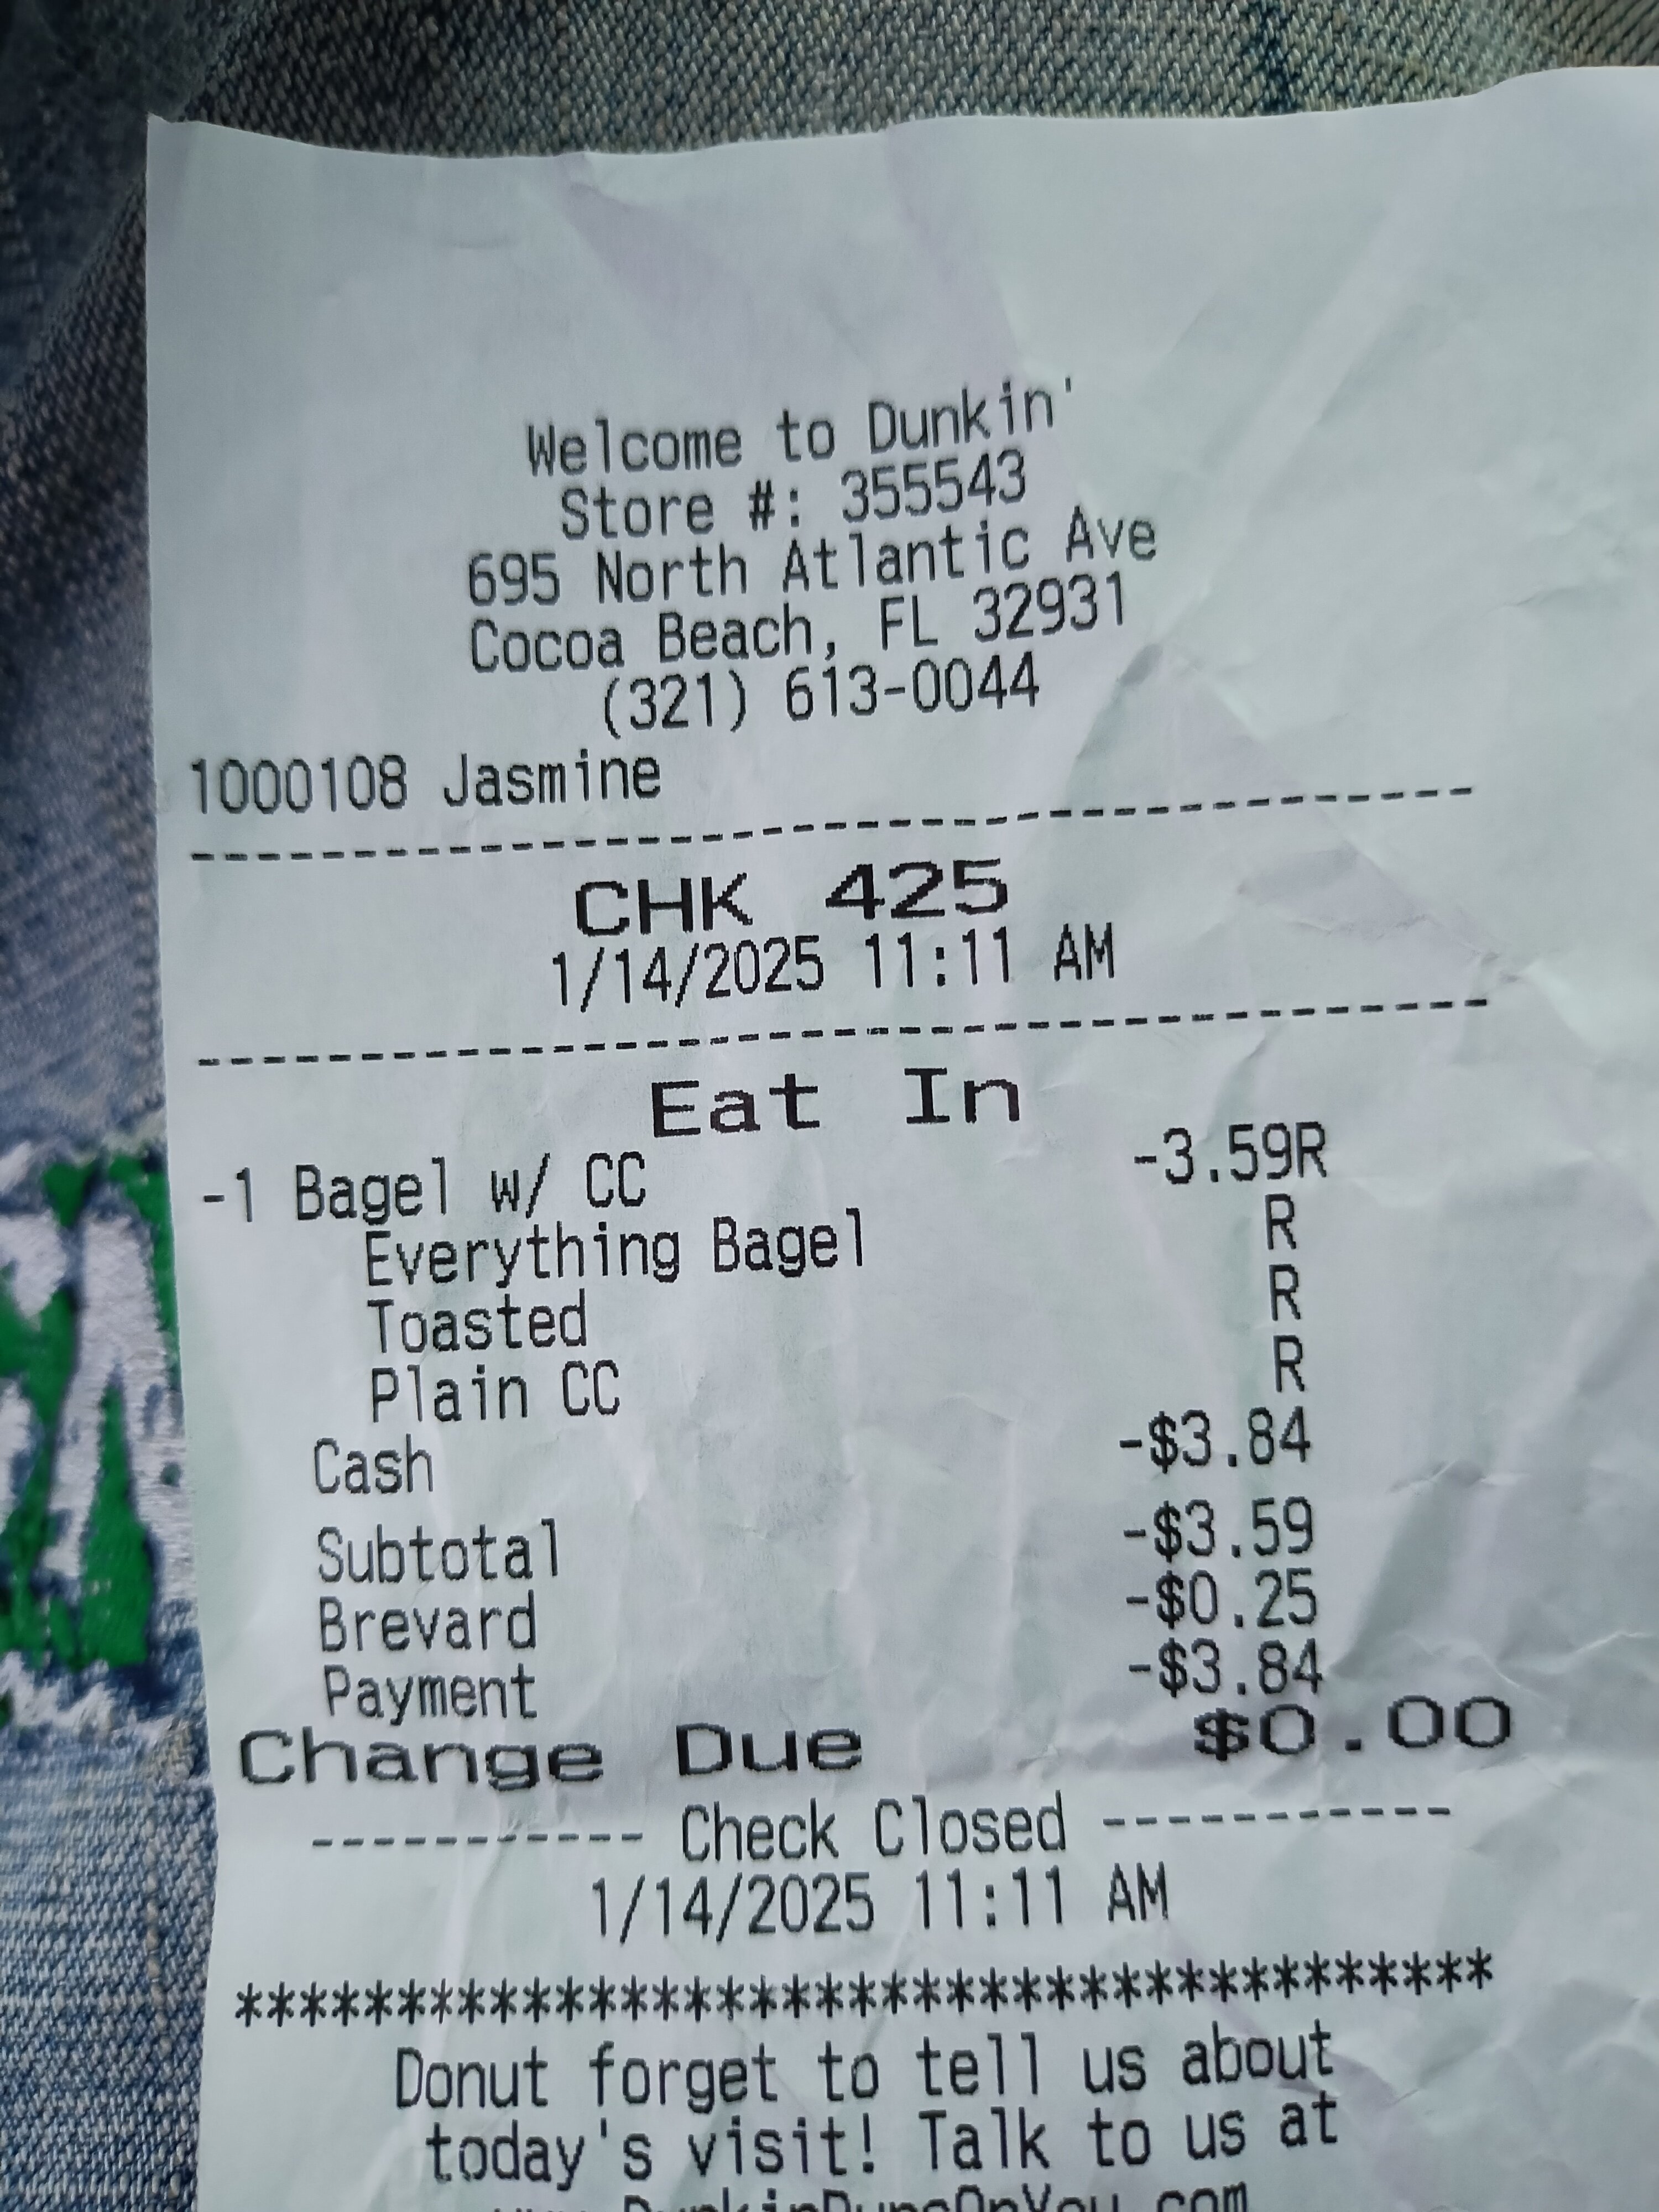 Welcome to Dunkin'
Store #: 355543
695 North Atlantic Ave
Cocoa Beach, FL 32931
(321) 613-0044
1000108 Jasmine
--------------------------------------
CHK 425
1/14/2025 11:11 AM
--------------------------------------
Eat In
-1 Bagel w/ CC -3.59R
Everything Bagel R
Toasted R
Plain CC R
Cash -$3.84
Subtotal -$3.59
Brevard -$0.25
Payment -$3.84
Change Due $0.00
----------- Check Closed -----------
1/14/2025 11:11 AM
**************************************
Donut forget to tell us about
today's visit! Talk to us at